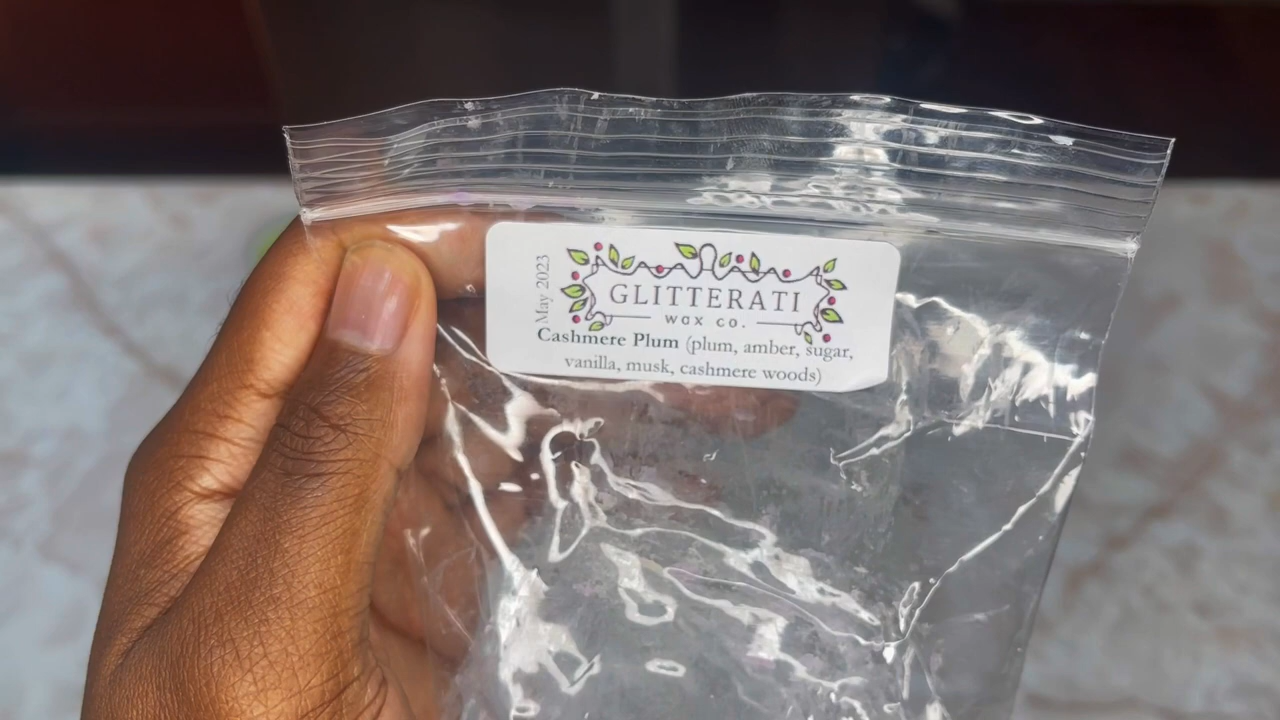 May 2023
GLITTERATI
wax co.
Cashmere Plum (plum, amber, sugar,
vanilla, musk, cashmere woods)